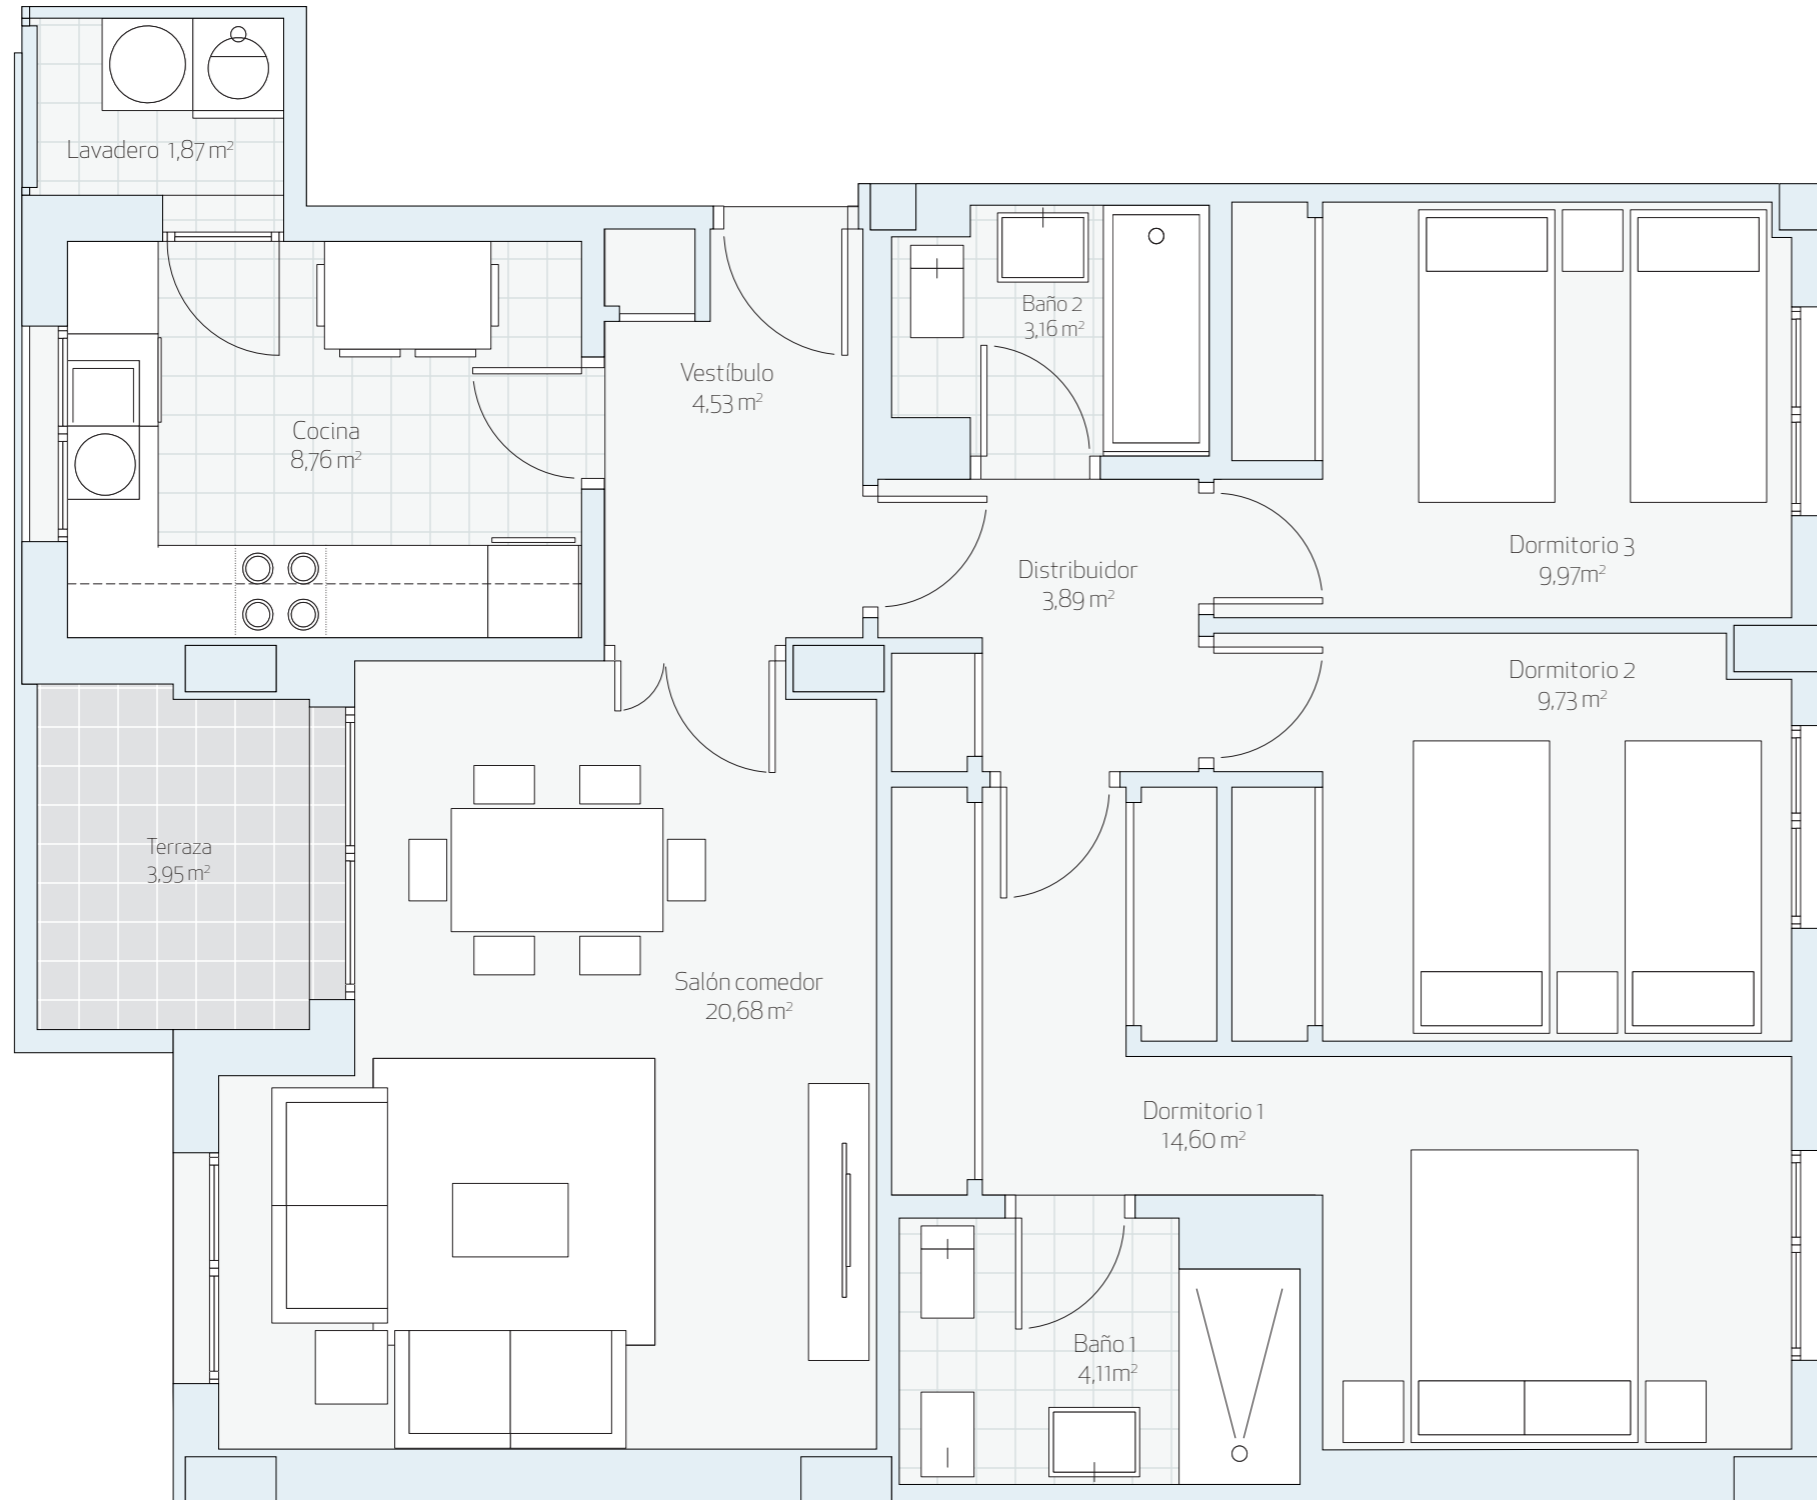 Lavadero 1,87 m²
Baño 2
3,16 m²
Vestíbulo
4,53 m²
Cocina
8,76 m²
Dormitorio 3
9,97m²
Distribuidor
3,89 m²
Dormitorio 2
9,73 m²
Terraza
3,95 m²
Salón comedor
20,68 m²
Dormitorio 1
14,60 m²
Baño 1
4,11m²